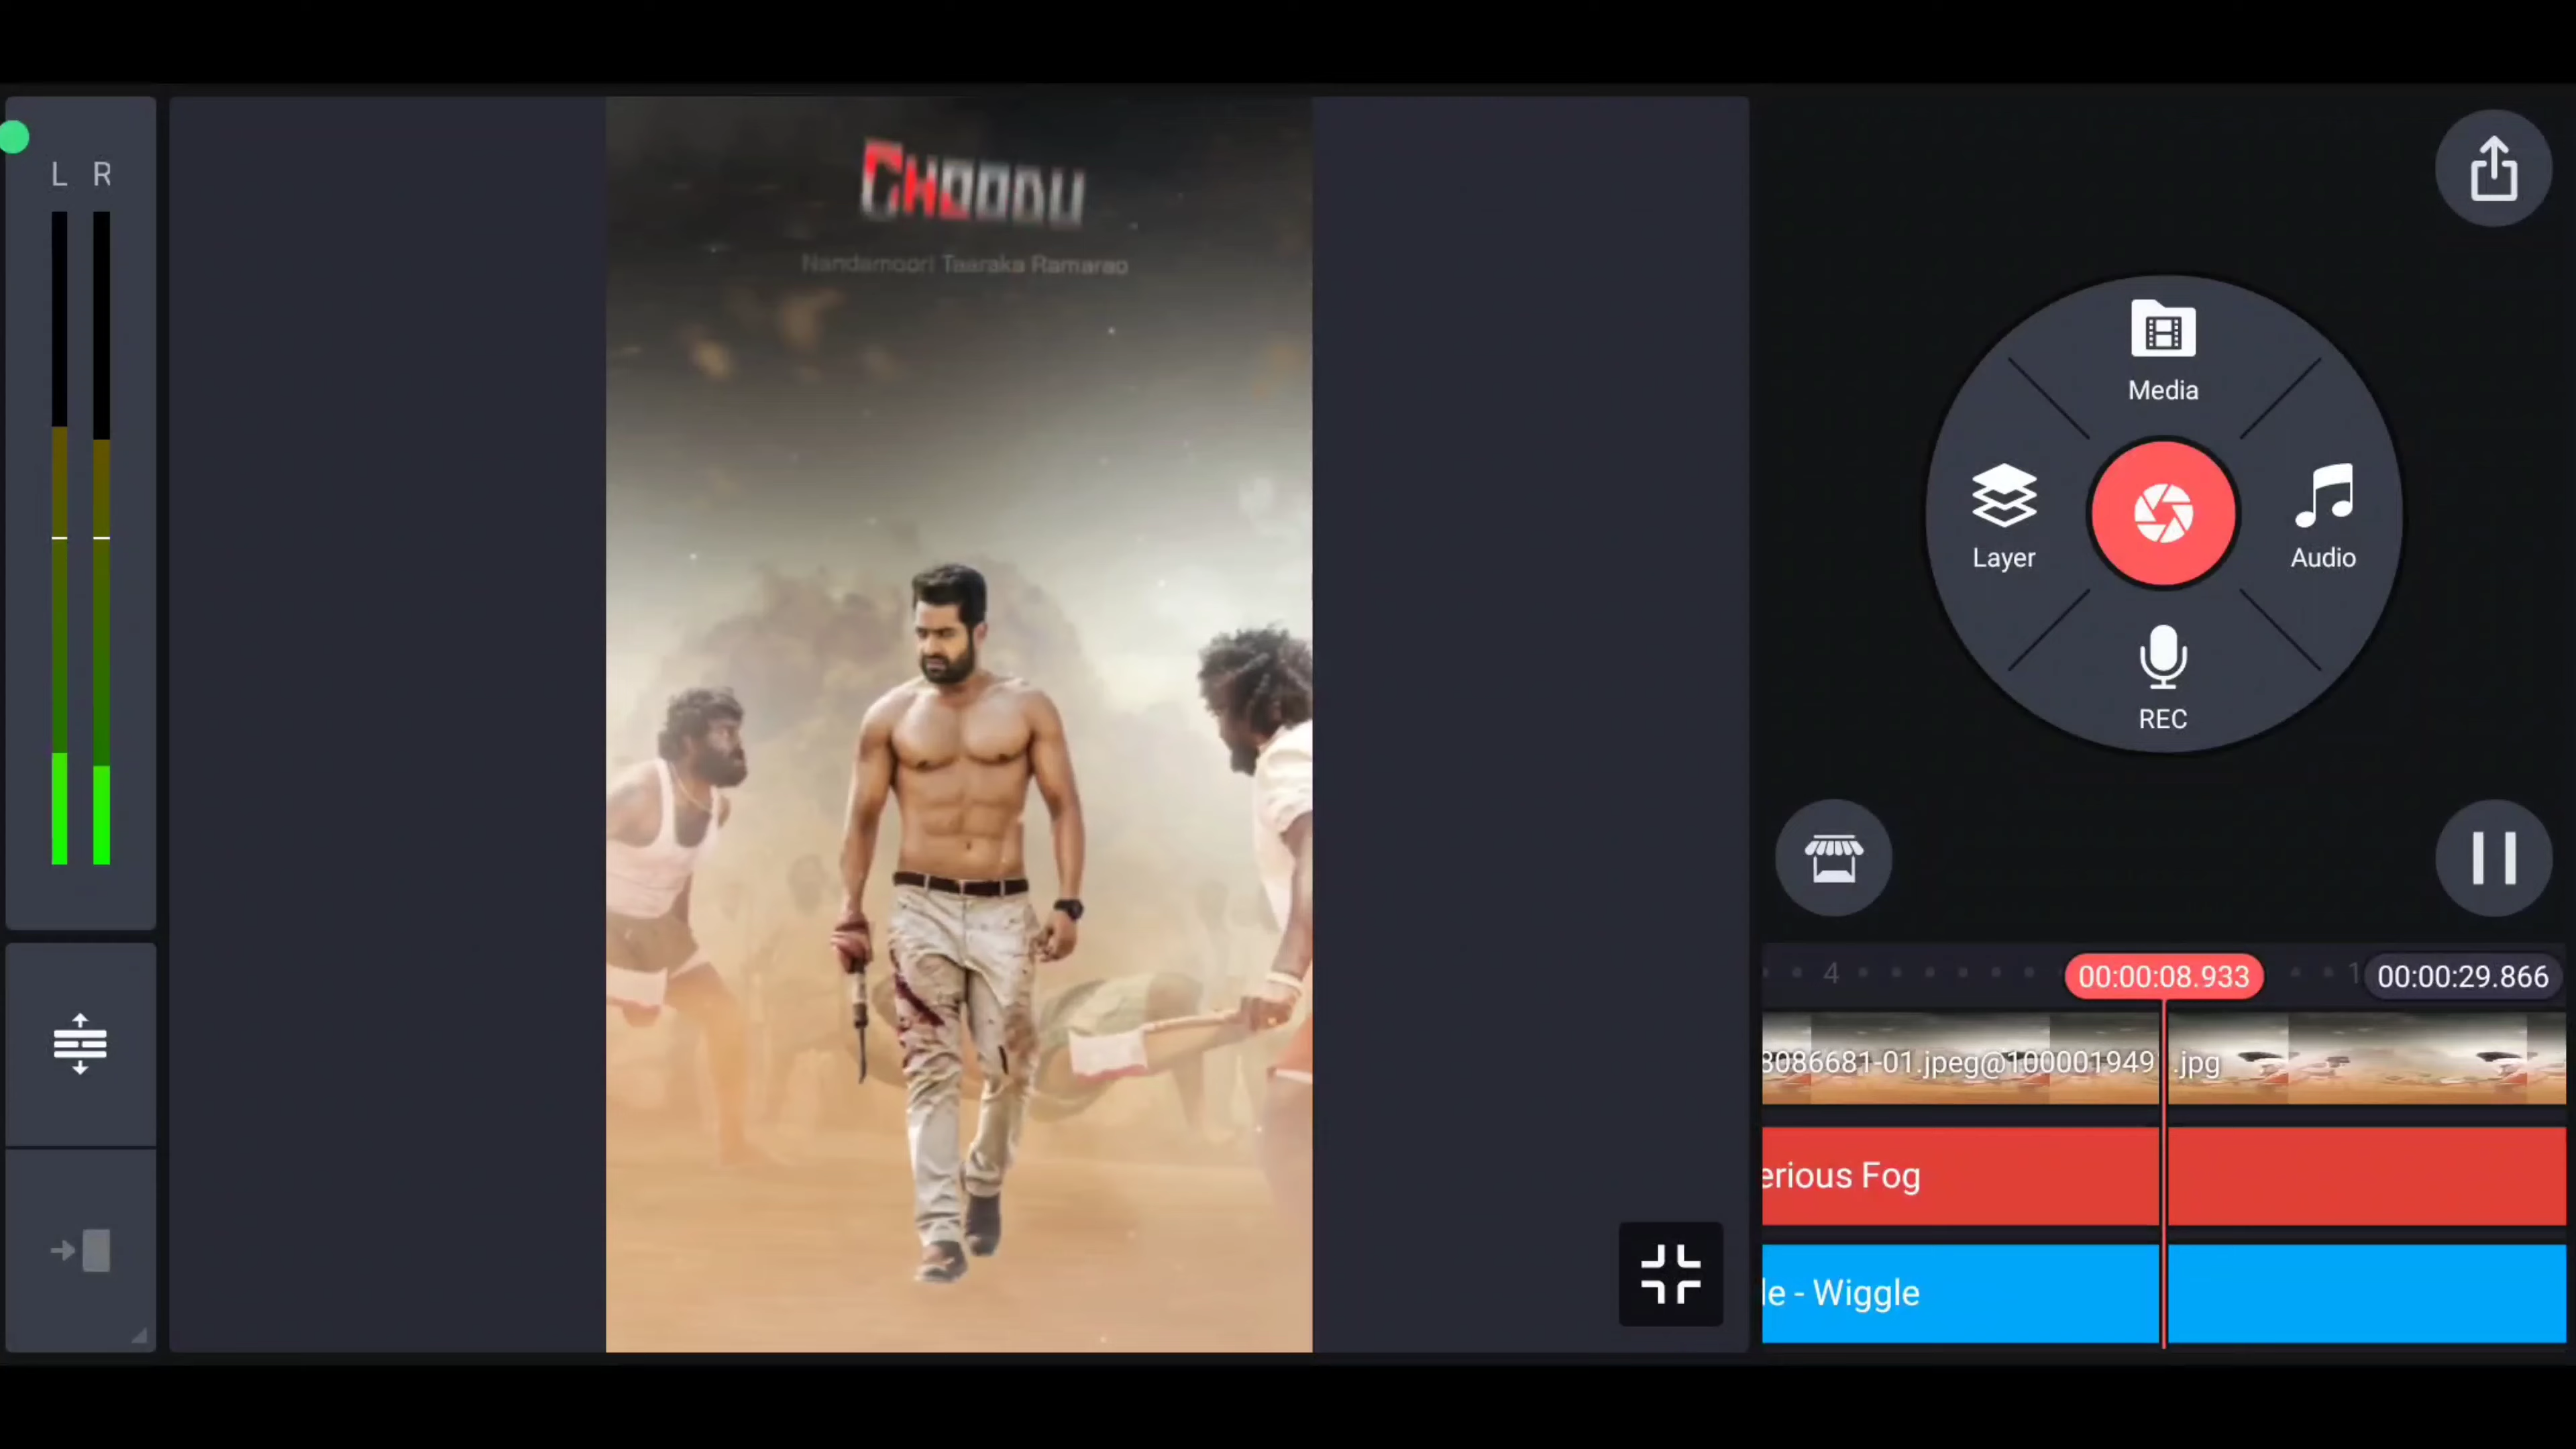 L R
CHOODU
Nandamoori Taaraka Ramarao
Media
Layer
Audio
REC
4
00:00:08.933
1
00:00:29.866
3086681-01.jpeg@100001949
.jpg
erious Fog
le - Wiggle